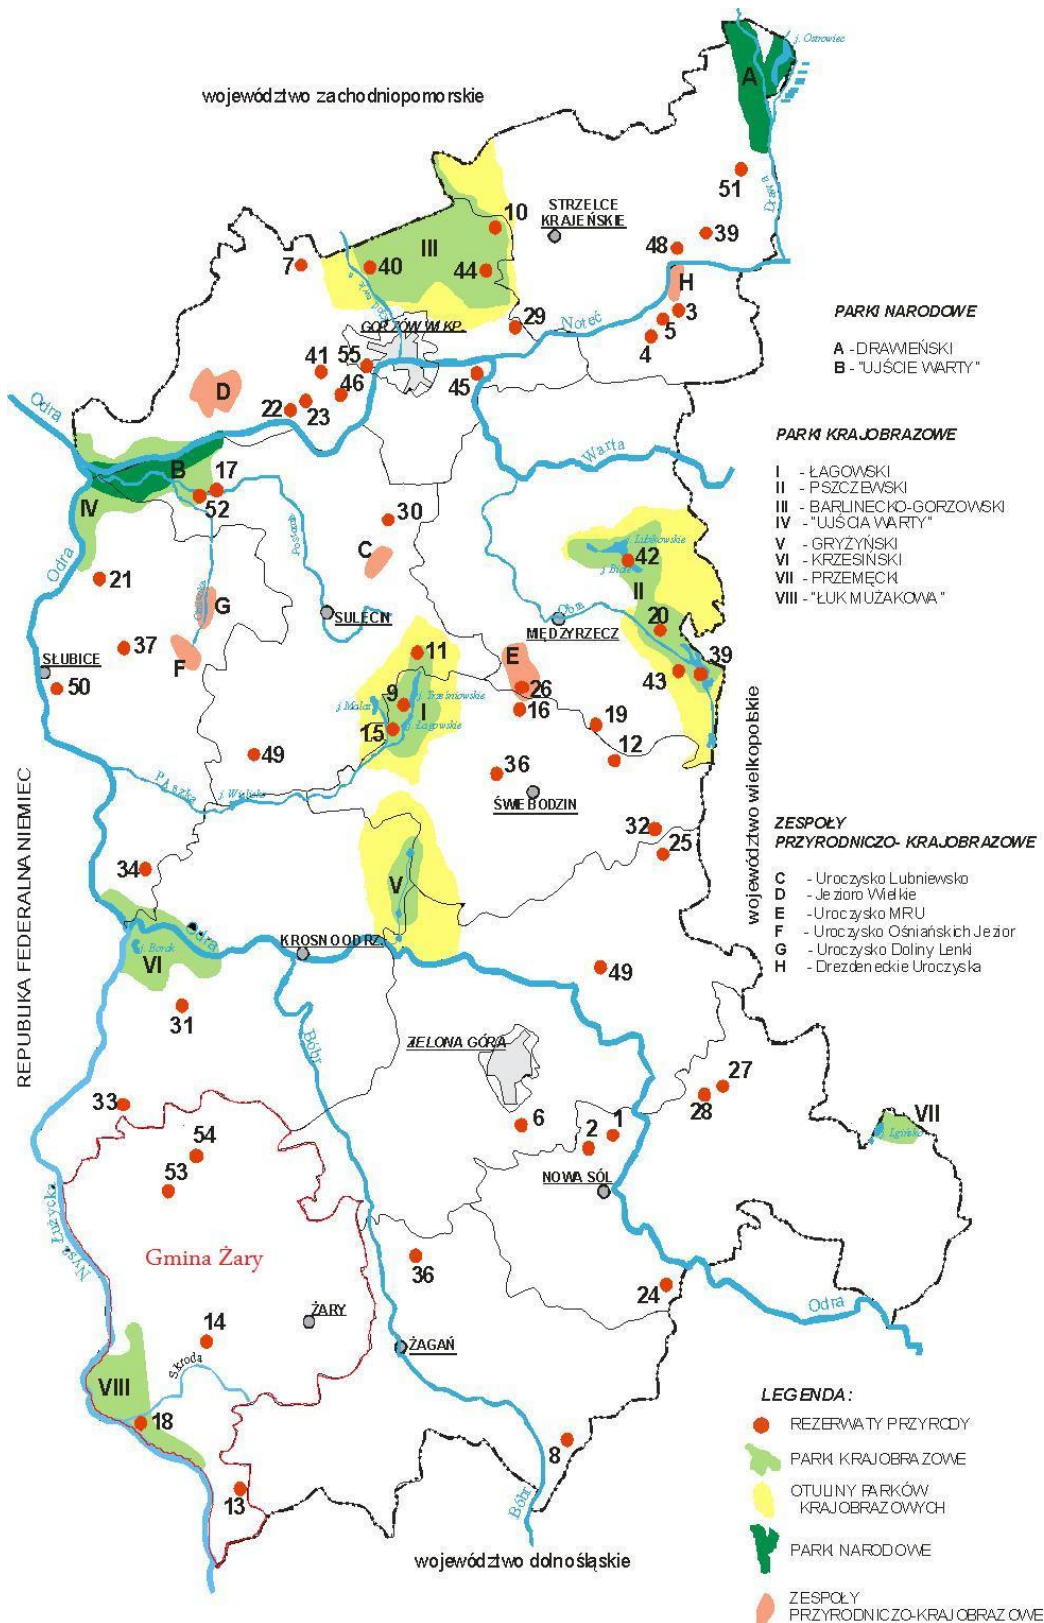 j. Ostrowiec
A
województwo zachodniopomorskie
51
Drawa
10
STRZELCE
KRAJEŃSKIE
39
48
III
7
40
44
H
3
GORZÓW WLKP.
29
Noteć
5
4
PARKI NARODOWE
A - DRAWIEŃSKI
B - "UJŚCIE WARTY"
41
55
46
45
D
22
23
Odra
PARKI KRAJOBRAZOWE
I - ŁAGOWSKI
II - PSZCZEWSKI
III - BARLINECKO-GORZOWSKI
IV - "UJŚCIA WARTY"
V - GRYŻYŃSKI
VI - KRZESIŃSKI
VII - PRZEMĘCKI
VIII - "ŁUK MUŻAKOWA"
Warta
B
17
52
IV
30
Postomia
C
j. Lubikowskie
42
Odra
21
II
G
SULĘCIN
Obra
MIĘDZYRZECZ
20
37
F
SŁUBICE
11
E
39
43
50
26
9
j. Trześniowskie
16
I
15
j. Łagowskie
19
12
49
36
ŚWIEBODZIN
województwo wielkopolskie
REPUBLIKA FEDERALNA NIEMIEC
ZESPOŁY
PRZYRODNICZO- KRAJOBRAZOWE
C - Uroczysko Lubniewsko
D - Jezioro Wielkie
E - Uroczysko MRU
F - Uroczysko Ośniańskich Jezior
G - Uroczysko Doliny Lenki
H - Drezdeneckie Uroczyska
32
25
34
V
Odra
j. Borek
KROSNO ODRZ.
VI
49
31
Bóbr
ZIELONA GÓRA
27
28
33
6
1
2
VII
54
53
NOWA SÓL
Nysa Łużycka
Gmina Żary
36
24
Odra
14
ŻARY
ŻAGAŃ
Skroda
VIII
18
8
13
Bóbr
województwo dolnośląskie
LEGENDA:
REZERWATY PRZYRODY
PARKI KRAJOBRAZOWE
OTULINY PARKÓW
KRAJOBRAZOWYCH
PARKI NARODOWE
ZESPOŁY
PRZYRODNICZO-KRAJOBRAZOWE